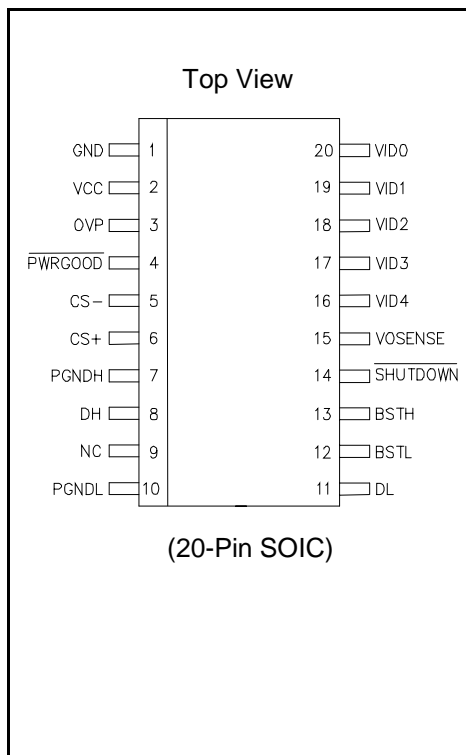 Top View
GND 1 20 VID0
VCC 2 19 VID1
OVP 3 18 VID2
PWRGOOD 4 17 VID3
CS- 5 16 VID4
CS+ 6 15 VOSENSE
PGNDH 7 14 SHUTDOWN
DH 8 13 BSTH
NC 9 12 BSTL
PGNDL 10 11 DL
(20-Pin SOIC)